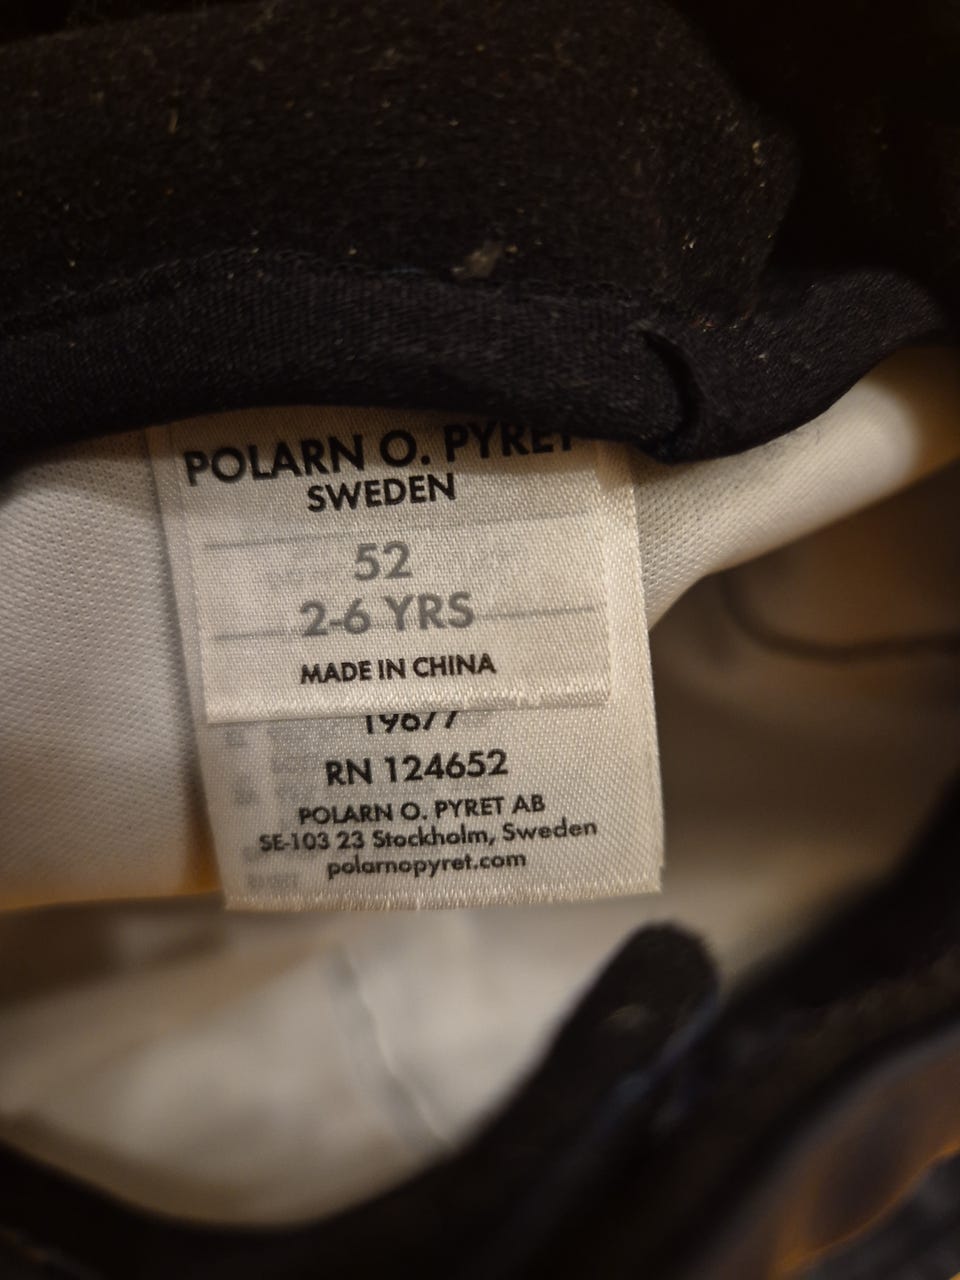 POLARN O. PYRET
SWEDEN
52
2-6 YRS
MADE IN CHINA
19677
RN 124652
POLARN O. PYRET AB
SE-103 23 Stockholm, Sweden
polarnopyret.com